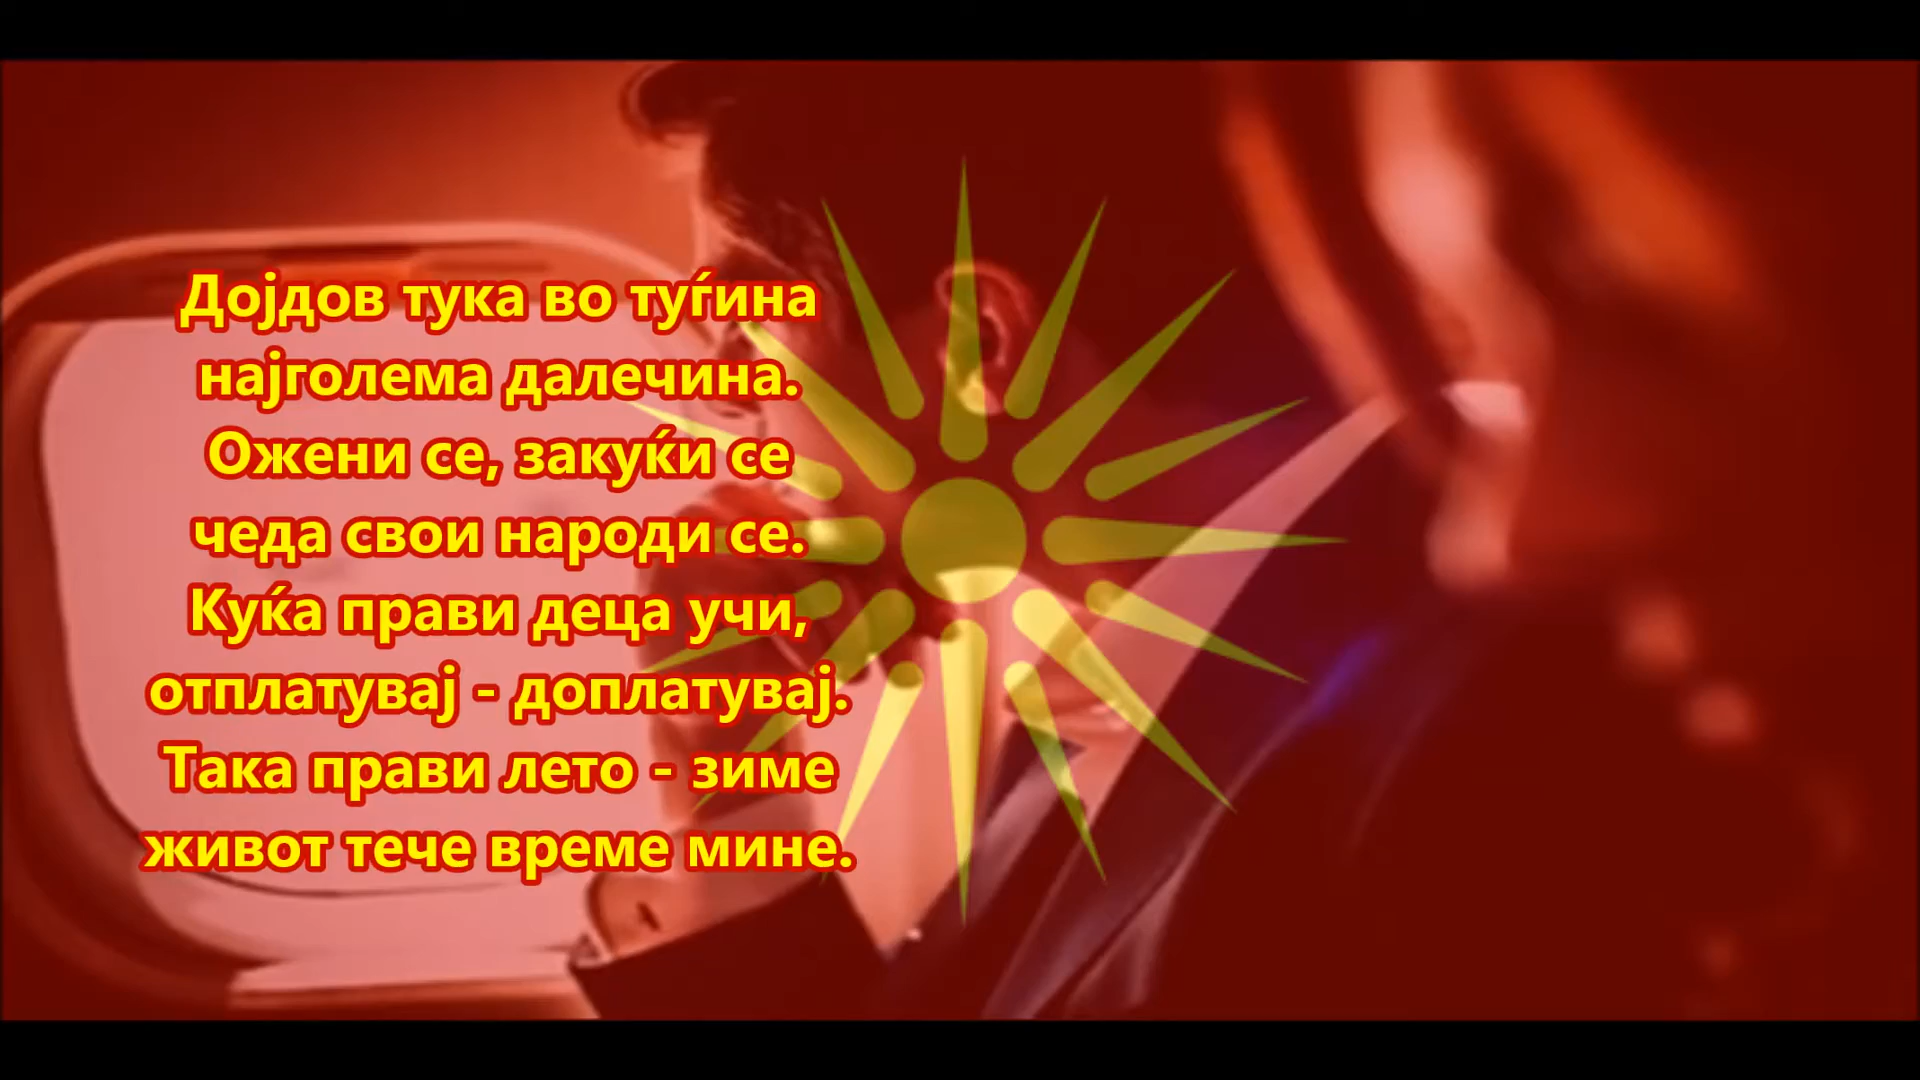 Дојдов тука во туѓина
најголема далечина.
Ожени се, закуќи се
чеда свои народи се.
Куќа прави деца учи,
отплатувај - доплатувај.
Така прави лето - зиме
живот тече време мине.